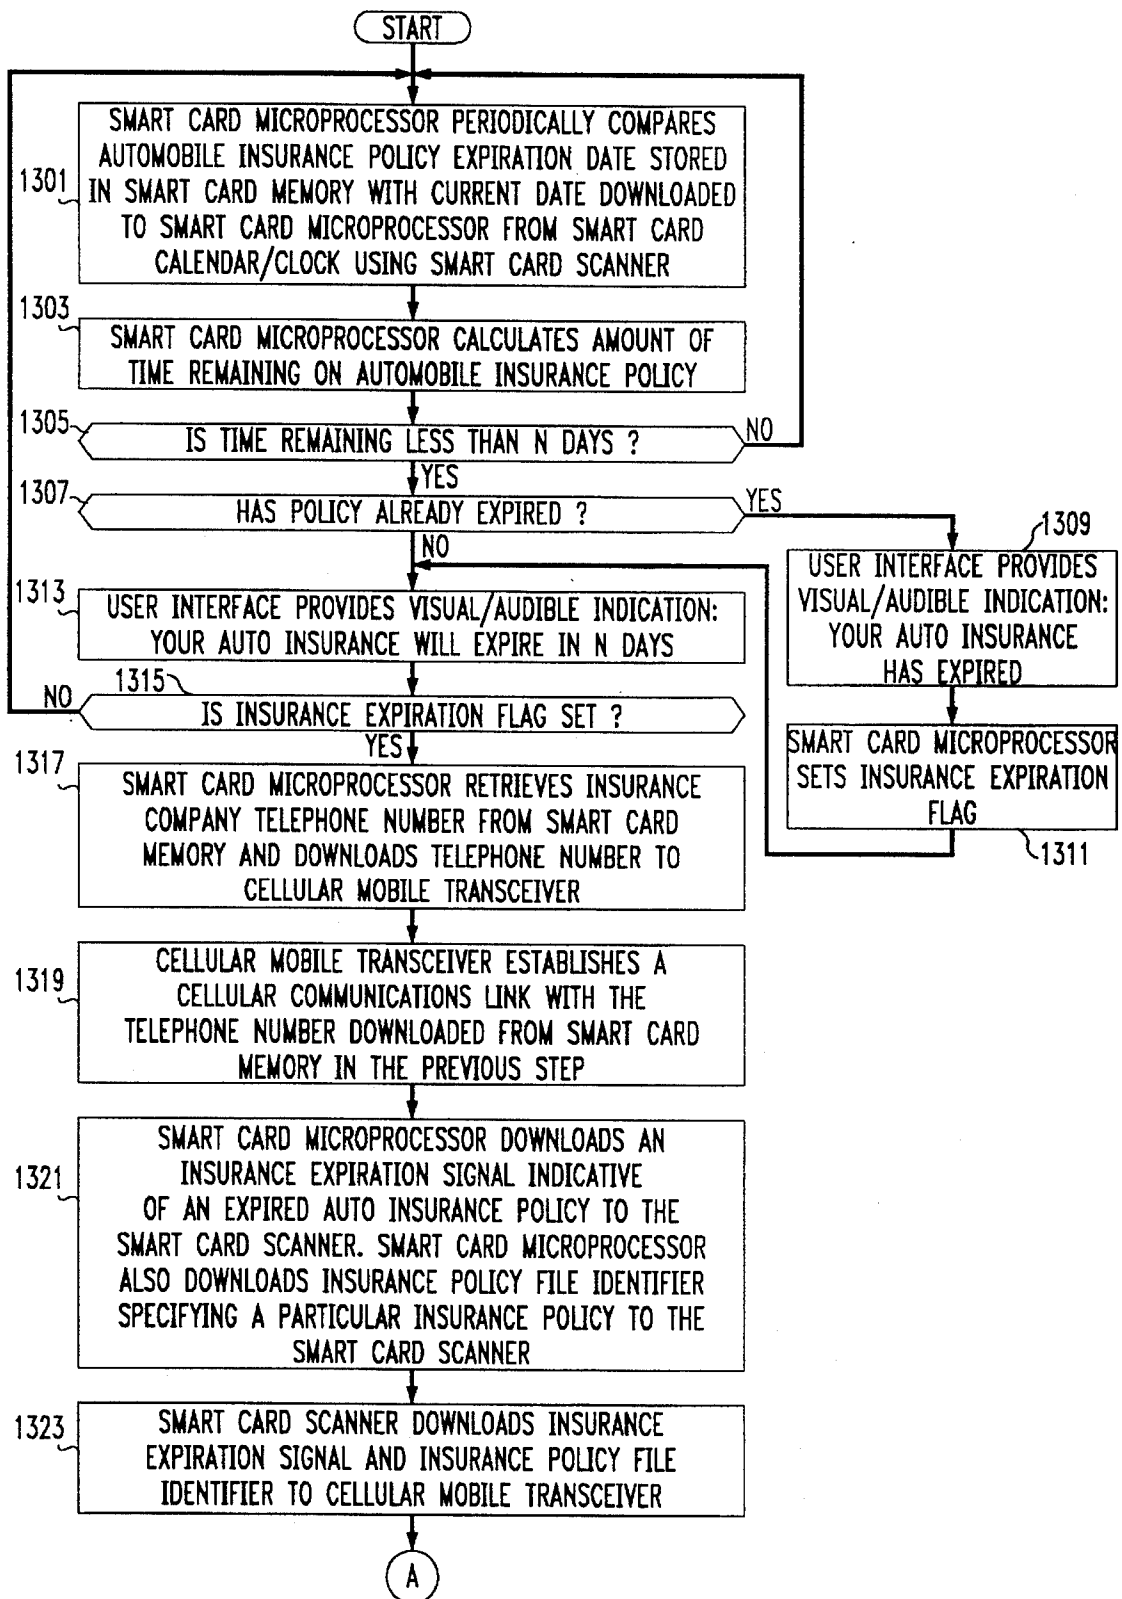 START
1301
SMART CARD MICROPROCESSOR PERIODICALLY COMPARES
AUTOMOBILE INSURANCE POLICY EXPIRATION DATE STORED
IN SMART CARD MEMORY WITH CURRENT DATE DOWNLOADED
TO SMART CARD MICROPROCESSOR FROM SMART CARD
CALENDAR/CLOCK USING SMART CARD SCANNER
1303
SMART CARD MICROPROCESSOR CALCULATES AMOUNT OF
TIME REMAINING ON AUTOMOBILE INSURANCE POLICY
1305
IS TIME REMAINING LESS THAN N DAYS ?
NO
YES
1307
HAS POLICY ALREADY EXPIRED ?
YES
NO
1309
USER INTERFACE PROVIDES
VISUAL/AUDIBLE INDICATION:
YOUR AUTO INSURANCE
HAS EXPIRED
SMART CARD MICROPROCESSOR
SETS INSURANCE EXPIRATION
FLAG
1311
1313
USER INTERFACE PROVIDES VISUAL/AUDIBLE INDICATION:
YOUR AUTO INSURANCE WILL EXPIRE IN N DAYS
1315
NO
IS INSURANCE EXPIRATION FLAG SET ?
YES
1317
SMART CARD MICROPROCESSOR RETRIEVES INSURANCE
COMPANY TELEPHONE NUMBER FROM SMART CARD
MEMORY AND DOWNLOADS TELEPHONE NUMBER TO
CELLULAR MOBILE TRANSCEIVER
1319
CELLULAR MOBILE TRANSCEIVER ESTABLISHES A
CELLULAR COMMUNICATIONS LINK WITH THE
TELEPHONE NUMBER DOWNLOADED FROM SMART CARD
MEMORY IN THE PREVIOUS STEP
1321
SMART CARD MICROPROCESSOR DOWNLOADS AN
INSURANCE EXPIRATION SIGNAL INDICATIVE
OF AN EXPIRED AUTO INSURANCE POLICY TO THE
SMART CARD SCANNER. SMART CARD MICROPROCESSOR
ALSO DOWNLOADS INSURANCE POLICY FILE IDENTIFIER
SPECIFYING A PARTICULAR INSURANCE POLICY TO THE
SMART CARD SCANNER
1323
SMART CARD SCANNER DOWNLOADS INSURANCE
EXPIRATION SIGNAL AND INSURANCE POLICY FILE
IDENTIFIER TO CELLULAR MOBILE TRANSCEIVER
A